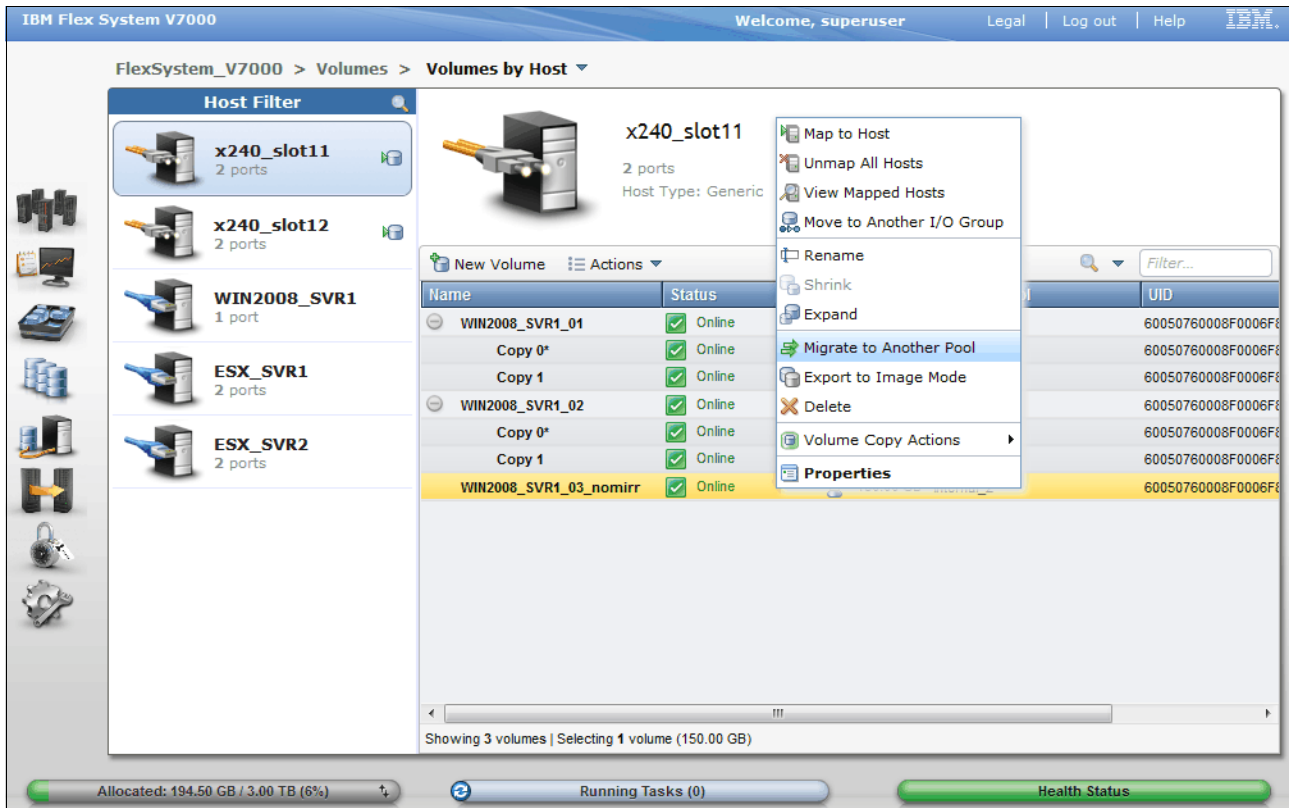 IBM Flex System V7000
Welcome, superuser
Legal | Log out | Help
IBM.
FlexSystem_V7000 > Volumes > Volumes by Host
Host Filter
x240_slot11
2 ports
x240_slot12
2 ports
WIN2008_SVR1
1 port
ESX_SVR1
2 ports
ESX_SVR2
2 ports
x240_slot11
2 ports
Host Type: Generic
New Volume
Actions
Filter...
Name Status UID
WIN2008_SVR1_01 Online 60050760008F0006F8
Copy 0* Online 60050760008F0006F8
Copy 1 Online 60050760008F0006F8
WIN2008_SVR1_02 Online 60050760008F0006F8
Copy 0* Online 60050760008F0006F8
Copy 1 Online 60050760008F0006F8
WIN2008_SVR1_03_nomirr Online 60050760008F0006F8
Map to Host
Unmap All Hosts
View Mapped Hosts
Move to Another I/O Group
Rename
Shrink
Expand
Migrate to Another Pool
Export to Image Mode
Delete
Volume Copy Actions
Properties
Showing 3 volumes | Selecting 1 volume (150.00 GB)
Allocated: 194.50 GB / 3.00 TB (6%)
Running Tasks (0)
Health Status